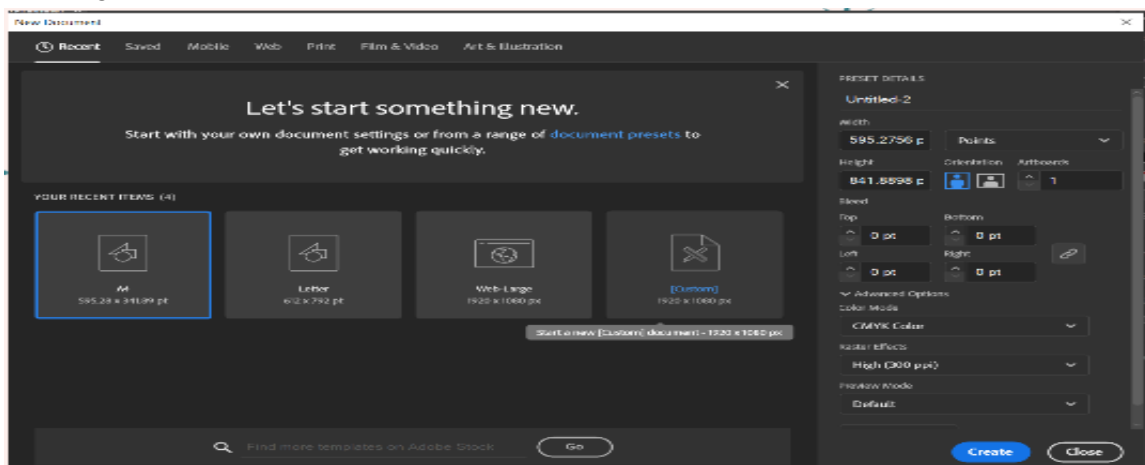 New Document
Recent Saved Mobile Web Print Film & Video Art & Illustration
Let's start something new.
Start with your own document settings or from a range of document presets to
get working quickly.
YOUR RECENT ITEMS (4)
A4
595.28 x 841.89 pt
Letter
612 x 792 pt
Web-Large
1920 x 1080 px
[Custom]
1920 x 1080 px
Start a new [Custom] document - 1920 x 1080 px
Find more templates on Adobe Stock
Go
PRESET DETAILS
Untitled-2
Width
595.2756 p
Points
Height Orientation Artboards
841.8898 p
1
Bleed
Top Bottom
0 pt 0 pt
Left Right
0 pt 0 pt
Advanced Options
Color Mode
CMYK Color
Raster Effects
High (300 ppi)
Preview Mode
Default
Create Close